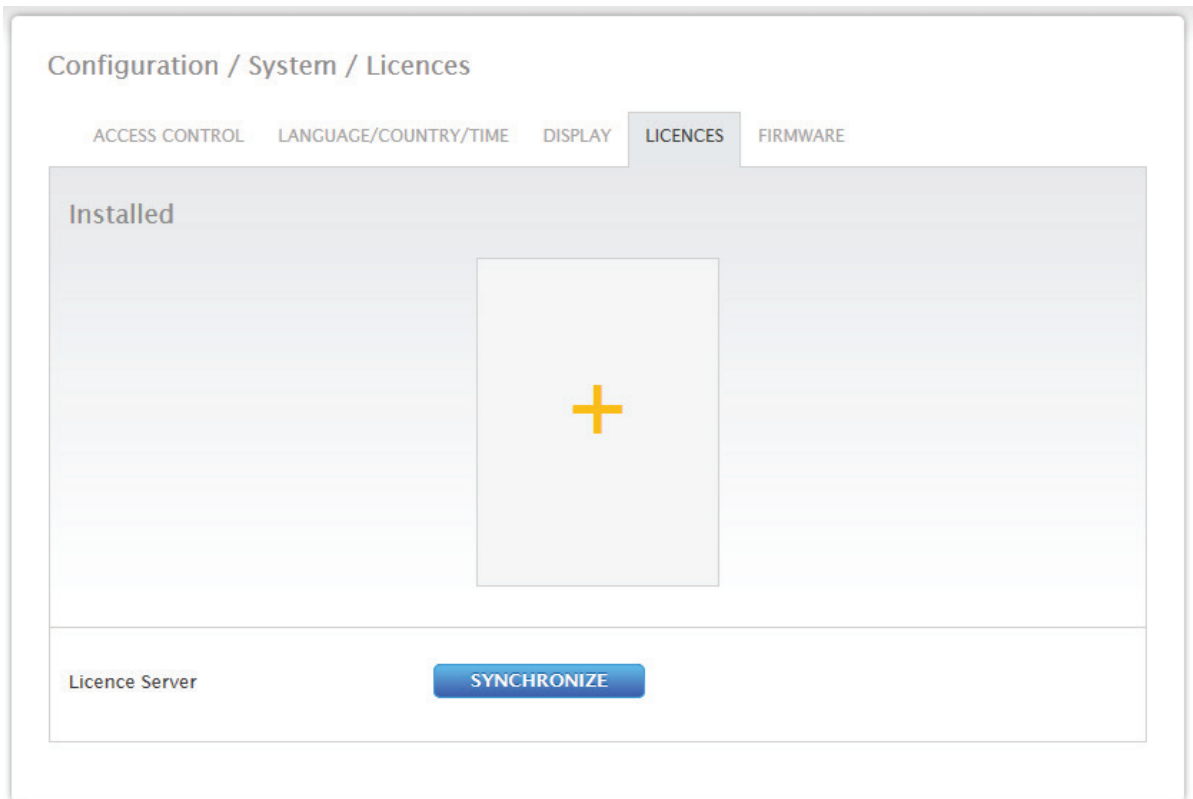 Configuration / System / Licences
ACCESS CONTROL LANGUAGE/COUNTRY/TIME DISPLAY LICENCES FIRMWARE
Installed
Licence Server SYNCHRONIZE